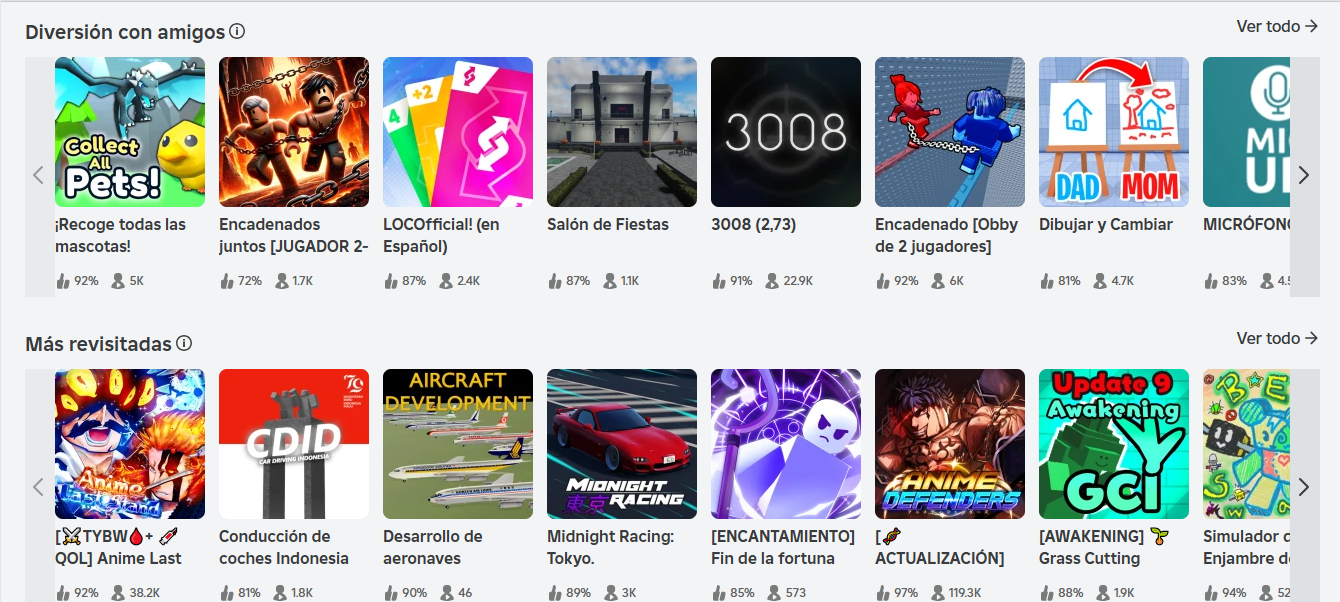 Diversión con amigos
Ver todo
Collect
All
Pets!
4
+2
3008
DAD
MOM
MIC
¡Recoge todas las
mascotas!
Encadenados
juntos [JUGADOR 2-
LOCOfficial! (en
Español)
Salón de Fiestas
3008 (2,73)
Encadenado [Obby
de 2 jugadores]
Dibujar y Cambiar
92% 5K
72% 1.7K
87% 2.4K
87% 1.1K
91% 22.9K
92% 6K
81% 4.7K
83%
Más revisitadas
Ver todo
Anime
Last Stand
CDID
CAR DRIVING INDONESIA
AIRCRAFT
DEVELOPMENT
MIDNIGHT
東京 RACING
ANIME
DEFENDERS
Update 9
Awakening
GCI
B E
S
[⚔️TYBW🩸+ 🚀
QOL] Anime Last
Conducción de
coches Indonesia
Desarrollo de
aeronaves
Midnight Racing:
Tokyo.
[ENCANTAMIENTO]
Fin de la fortuna
[🍬
ACTUALIZACIÓN]
[AWAKENING] 🌱
Grass Cutting
Simulador
Enjambre
92% 38.2K
81% 1.8K
90% 46
89% 3K
85% 573
97% 119.3K
88% 1.9K
94% 52